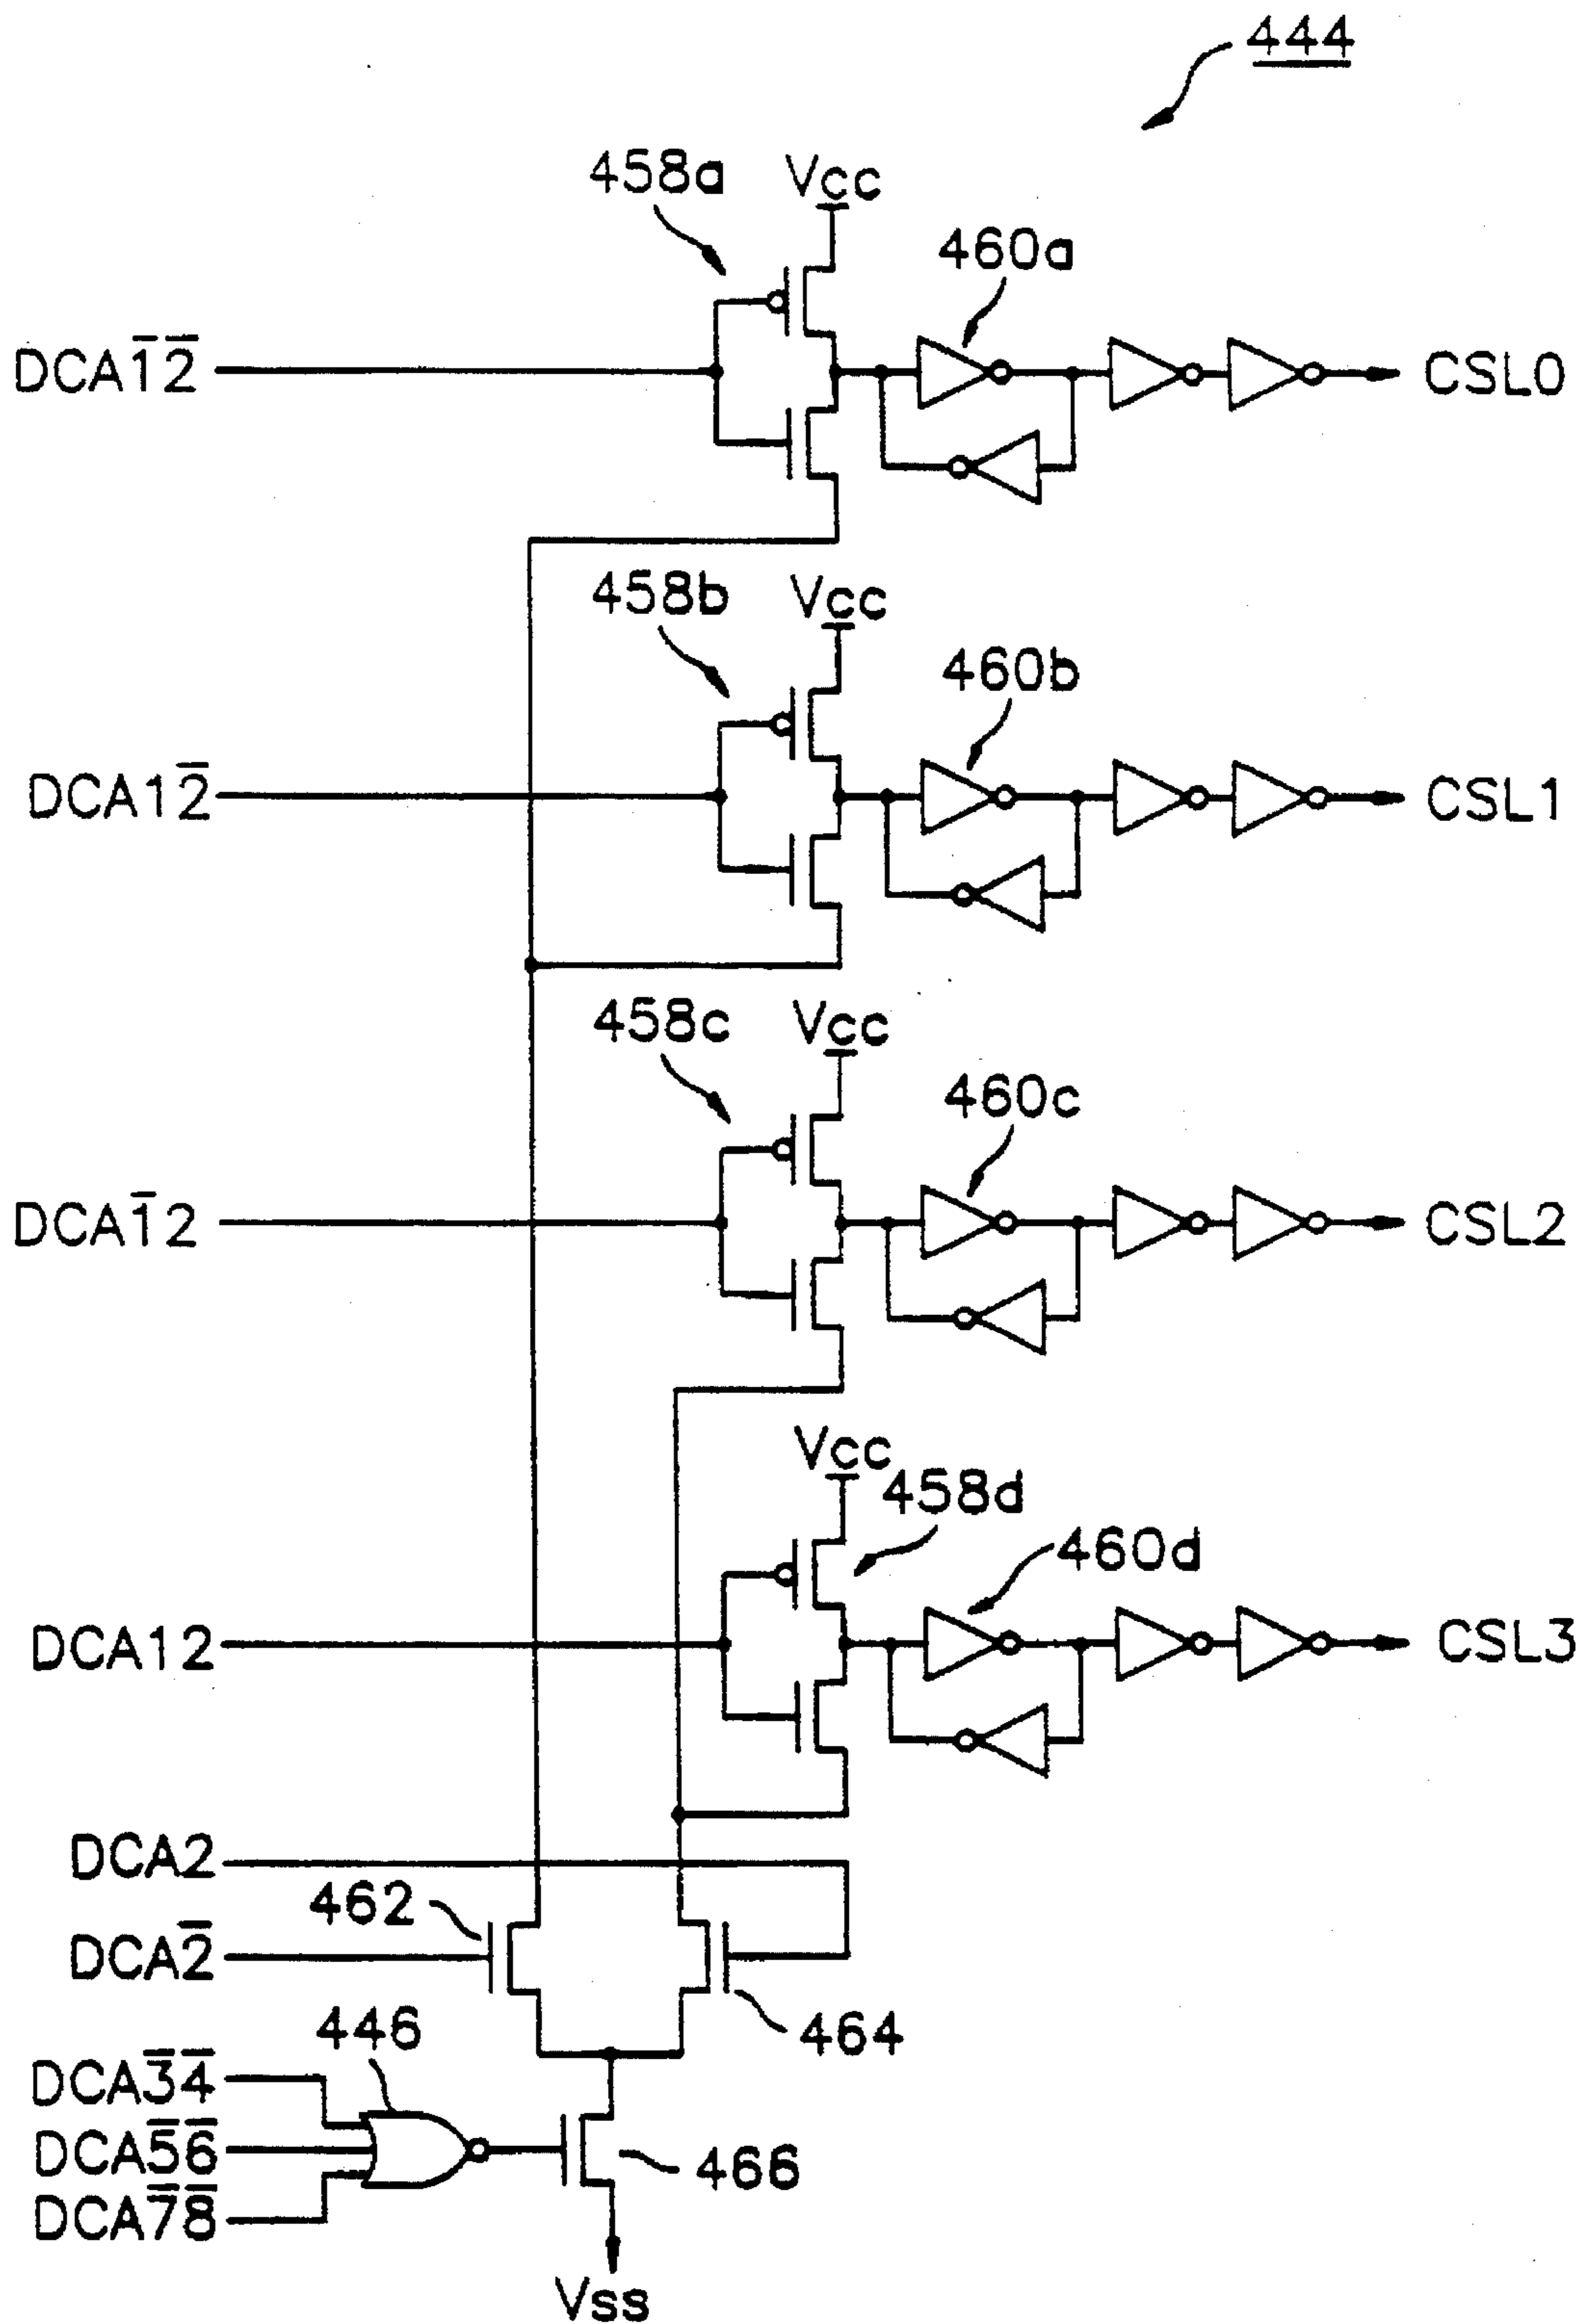 444
458a
Vcc
460a
DCA1̅2̅
CSL0
458b
Vcc
460b
DCA12̅
CSL1
458c
Vcc
460c
DCA1̅2
CSL2
Vcc
458d
460d
DCA12
CSL3
DCA2
462
DCA2̅
464
446
DCA3̅4̅
DCA5̅6̅
466
DCA7̅8̅
Vss